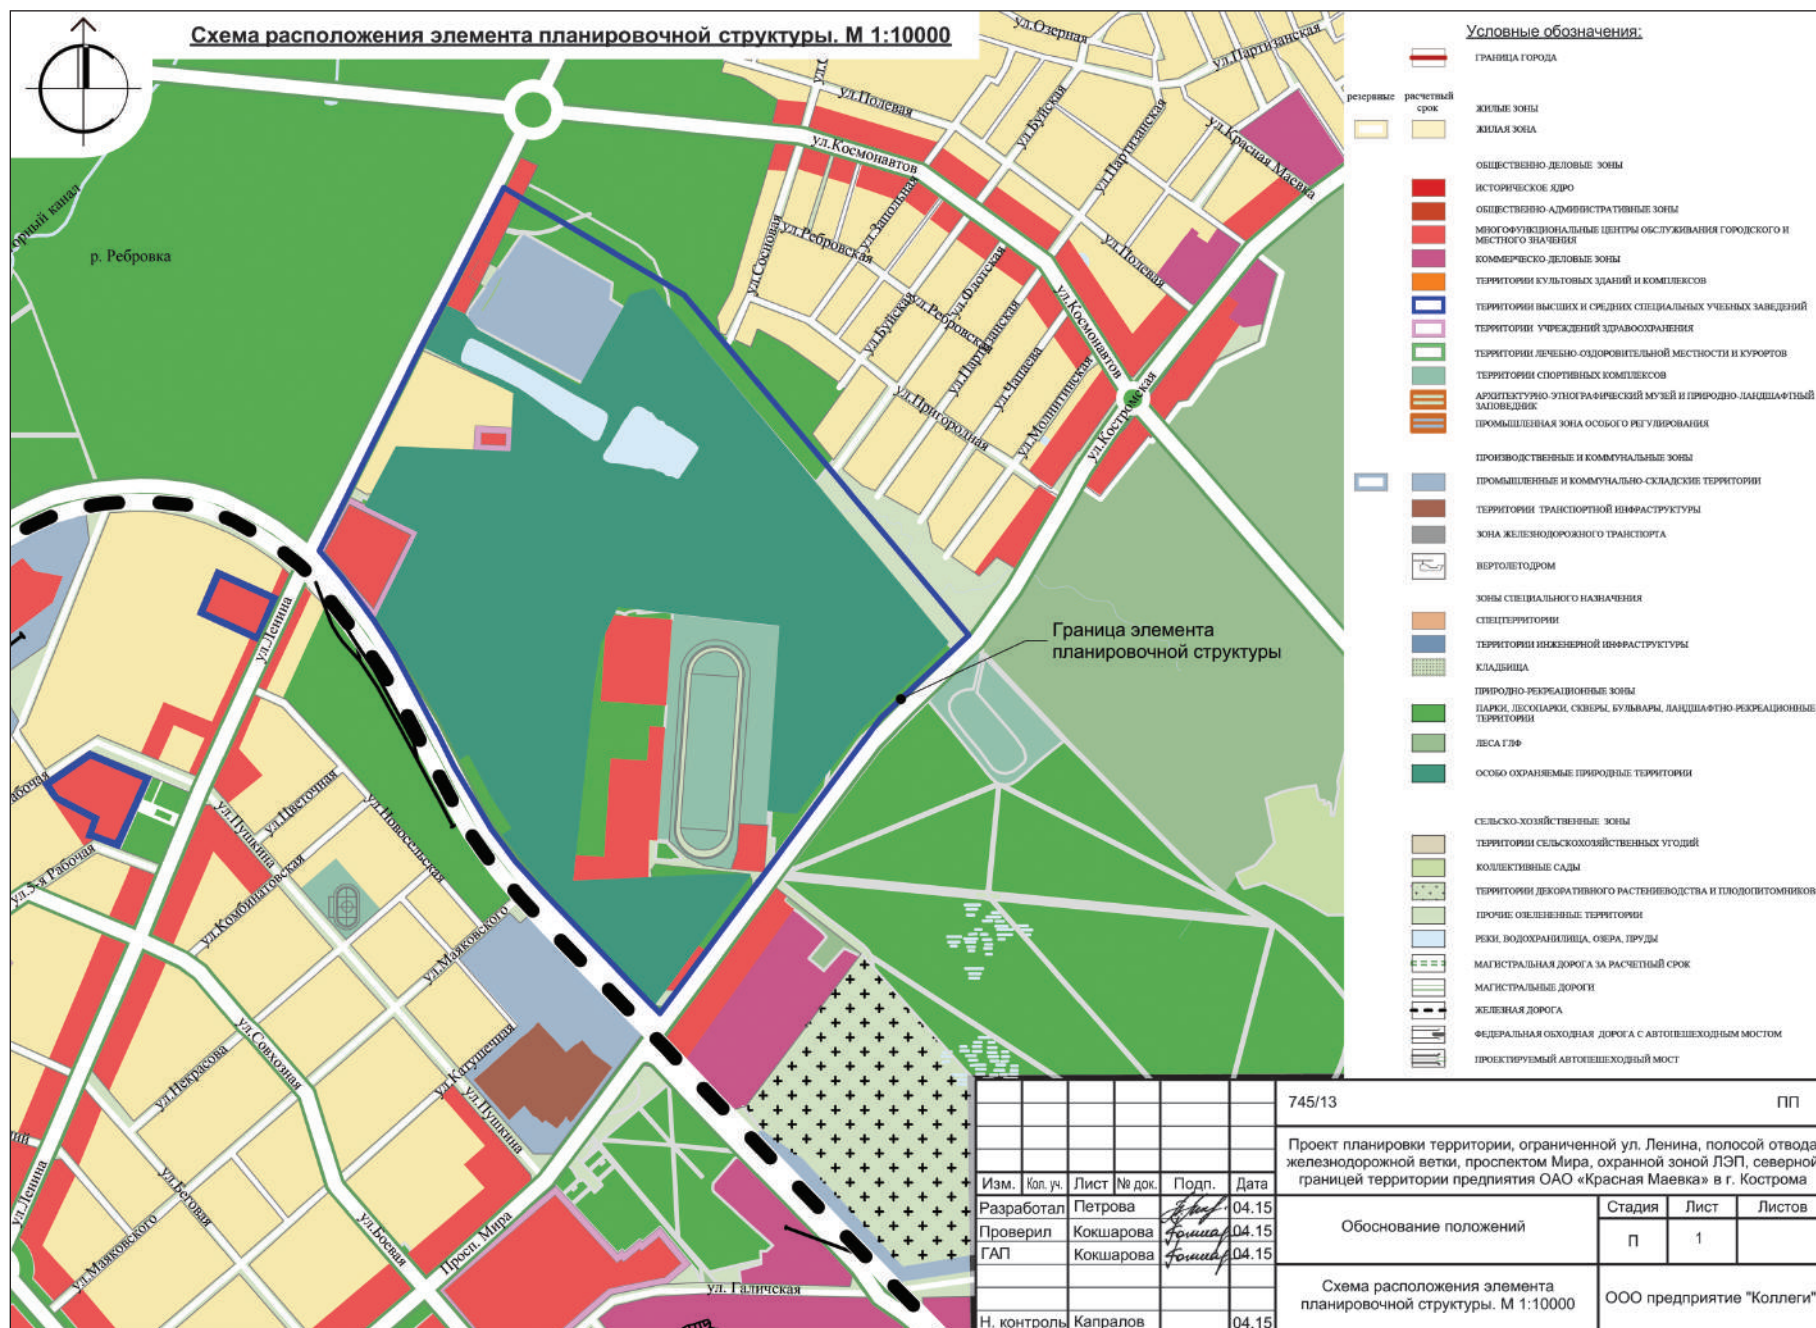 Схема расположения элемента планировочной структуры. М 1:10000
р. Ребровка
ул.Озерная
ул.Партизанская
ул.Полевая
ул.Буйская
ул.Партизанская
ул.Красная Маевка
ул.Космонавтов
ул.Запольная
ул.Сосновая
ул.Ребровская
ул.Полевая
ул.Флотская
ул.Буйская
ул.Ребровская
ул.Космонавтов
ул.Партизанская
ул.Чапаева
ул.Молвитинская
ул.Пригородная
ул.Костромская
Граница элемента
планировочной структуры
ул.Ленина
ул.Цветочная
ул.Новосельская
ул.Пушкина
ул.3-я Рабочая
ул.Комбинатовская
ул.Маяковского
ул.Совхозная
ул.Некрасова
ул.Катушечная
ул.Пушкина
ул.Ленина
ул.Беговая
ул.Маяковского
ул.Боевая
Просп. Мира
ул. Галичская
Условные обозначения:
ГРАНИЦА ГОРОДА
резервные
расчетный
срок
ЖИЛЫЕ ЗОНЫ
ЖИЛАЯ ЗОНА
ОБЩЕСТВЕННО-ДЕЛОВЫЕ ЗОНЫ
ИСТОРИЧЕСКОЕ ЯДРО
ОБЩЕСТВЕННО-АДМИНИСТРАТИВНЫЕ ЗОНЫ
МНОГОФУНКЦИОНАЛЬНЫЕ ЦЕНТРЫ ОБСЛУЖИВАНИЯ ГОРОДСКОГО И
МЕСТНОГО ЗНАЧЕНИЯ
КОММЕРЧЕСКО-ДЕЛОВЫЕ ЗОНЫ
ТЕРРИТОРИИ КУЛЬТОВЫХ ЗДАНИЙ И КОМПЛЕКСОВ
ТЕРРИТОРИИ ВЫСШИХ И СРЕДНИХ СПЕЦИАЛЬНЫХ УЧЕБНЫХ ЗАВЕДЕНИЙ
ТЕРРИТОРИИ УЧРЕЖДЕНИЙ ЗДРАВООХРАНЕНИЯ
ТЕРРИТОРИИ ЛЕЧЕБНО-ОЗДОРОВИТЕЛЬНОЙ МЕСТНОСТИ И КУРОРТОВ
ТЕРРИТОРИИ СПОРТИВНЫХ КОМПЛЕКСОВ
АРХИТЕКТУРНО-ЭТНОГРАФИЧЕСКИЙ МУЗЕЙ И ПРИРОДНО-ЛАНДШАФТНЫЙ
ЗАПОВЕДНИК
ПРОМЫШЛЕННАЯ ЗОНА ОСОБОГО РЕГУЛИРОВАНИЯ
ПРОИЗВОДСТВЕННЫЕ И КОММУНАЛЬНЫЕ ЗОНЫ
ПРОМЫШЛЕННЫЕ И КОММУНАЛЬНО-СКЛАДСКИЕ ТЕРРИТОРИИ
ТЕРРИТОРИИ ТРАНСПОРТНОЙ ИНФРАСТРУКТУРЫ
ЗОНА ЖЕЛЕЗНОДОРОЖНОГО ТРАНСПОРТА
ВЕРТОЛЕТОДРОМ
ЗОНЫ СПЕЦИАЛЬНОГО НАЗНАЧЕНИЯ
СПЕЦТЕРРИТОРИИ
ТЕРРИТОРИИ ИНЖЕНЕРНОЙ ИНФРАСТРУКТУРЫ
КЛАДБИЩА
ПРИРОДНО-РЕКРЕАЦИОННЫЕ ЗОНЫ
ПАРКИ, ЛЕСОПАРКИ, СКВЕРЫ, БУЛЬВАРЫ, ЛАНДШАФТНО-РЕКРЕАЦИОННЫЕ
ТЕРРИТОРИИ
ЛЕСА ГЛФ
ОСОБО ОХРАНЯЕМЫЕ ПРИРОДНЫЕ ТЕРРИТОРИИ
СЕЛЬСКО-ХОЗЯЙСТВЕННЫЕ ЗОНЫ
ТЕРРИТОРИИ СЕЛЬСКОХОЗЯЙСТВЕННЫХ УГОДИЙ
КОЛЛЕКТИВНЫЕ САДЫ
ТЕРРИТОРИИ ДЕКОРАТИВНОГО РАСТЕНИЕВОДСТВА И ПЛОДОПИТОМНИКОВ
ПРОЧИЕ ОЗЕЛЕНЕННЫЕ ТЕРРИТОРИИ
РЕКИ, ВОДОХРАНИЛИЩА, ОЗЕРА, ПРУДЫ
МАГИСТРАЛЬНАЯ ДОРОГА ЗА РАСЧЕТНЫЙ СРОК
МАГИСТРАЛЬНЫЕ ДОРОГИ
ЖЕЛЕЗНАЯ ДОРОГА
ФЕДЕРАЛЬНАЯ ОБХОДНАЯ ДОРОГА С АВТОПЕШЕХОДНЫМ МОСТОМ
ПРОЕКТИРУЕМЫЙ АВТОПЕШЕХОДНЫЙ МОСТ
745/13 ПП
Проект планировки территории, ограниченной ул. Ленина, полосой отвода
железнодорожной ветки, проспектом Мира, охранной зоной ЛЭП, северной
границей территории предпиятия ОАО «Красная Маевка» в г. Кострома
Изм. Кол. уч. Лист № док. Подп. Дата
Разработал Петрова 04.15
Проверил Кокшарова 04.15
ГАП Кокшарова 04.15
Н. контроль Капралов 04.15
Обоснование положений
Стадия Лист Листов
П 1
Схема расположения элемента
планировочной структуры. М 1:10000
ООО предприятие "Коллеги"